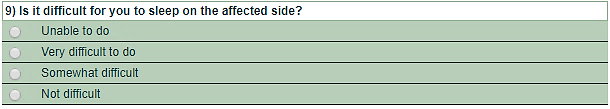 9) Is it difficult for you to sleep on the affected side?
Unable to do
Very difficult to do
Somewhat difficult
Not difficult